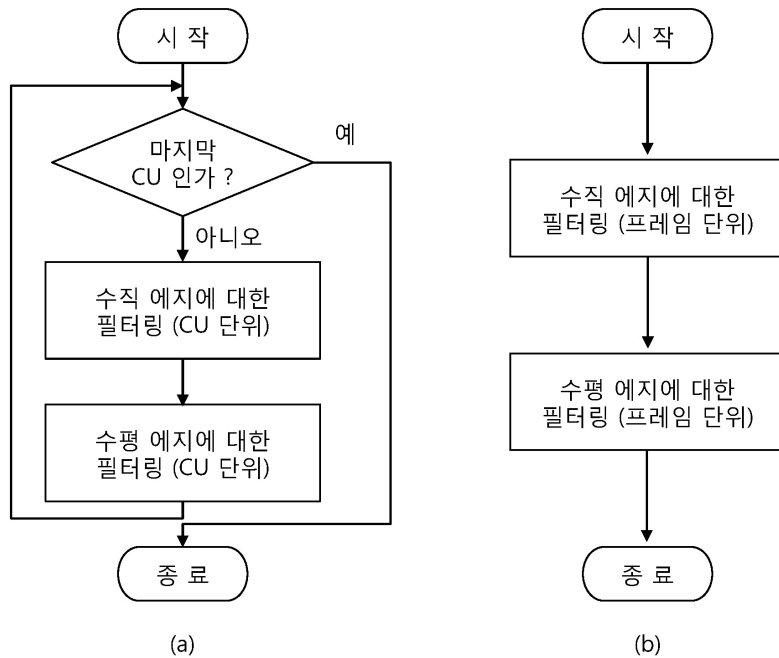 시 작
마지막
CU 인가 ?
예
아니오
수직 에지에 대한
필터링 (CU 단위)
수평 에지에 대한
필터링 (CU 단위)
종 료
(a)
시 작
수직 에지에 대한
필터링 (프레임 단위)
수평 에지에 대한
필터링 (프레임 단위)
종 료
(b)